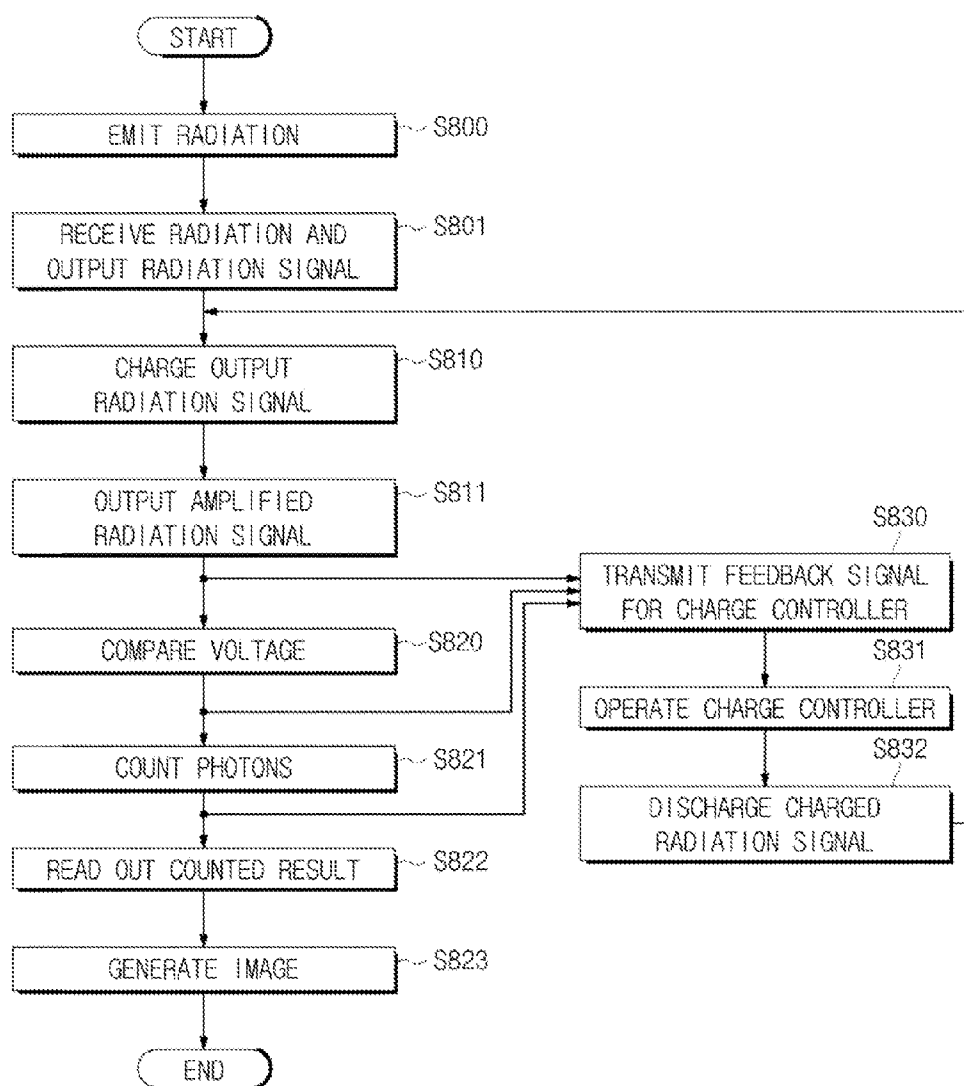 START
EMIT RADIATION
S800
RECEIVE RADIATION AND
OUTPUT RADIATION SIGNAL
S801
CHARGE OUTPUT
RADIATION SIGNAL
S810
OUTPUT AMPLIFIED
RADIATION SIGNAL
S811
COMPARE VOLTAGE
S820
COUNT PHOTONS
S821
READ OUT COUNTED RESULT
S822
GENERATE IMAGE
S823
END
S830
TRANSMIT FEEDBACK SIGNAL
FOR CHARGE CONTROLLER
S831
OPERATE CHARGE CONTROLLER
S832
DISCHARGE CHARGED
RADIATION SIGNAL